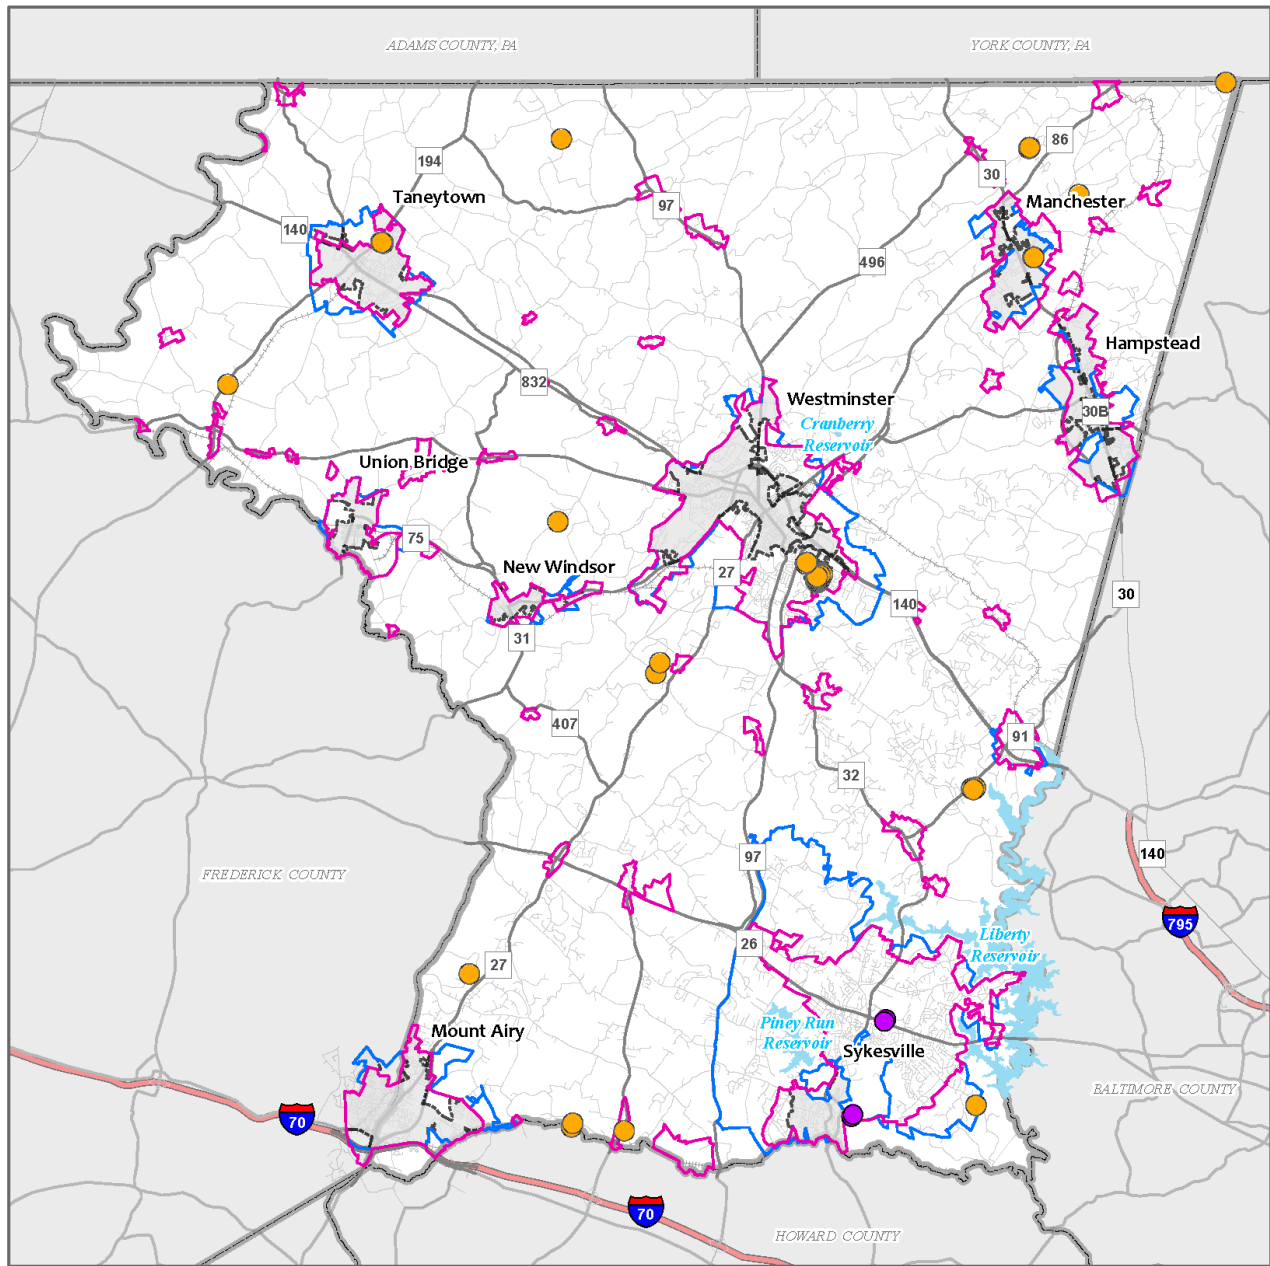 ADAMS COUNTY, PA
YORK COUNTY, PA
86
194
30
Taneytown
Manchester
97
140
496
Hampstead
832
Westminster
30B
Cranberry
Reservoir
Union Bridge
75
New Windsor
27
30
140
31
407
91
32
97
140
FREDERICK COUNTY
795
Liberty
Reservoir
26
27
Piney Run
Reservoir
Mount Airy
Sykesville
BALTIMORE COUNTY
70
70
HOWARD COUNTY